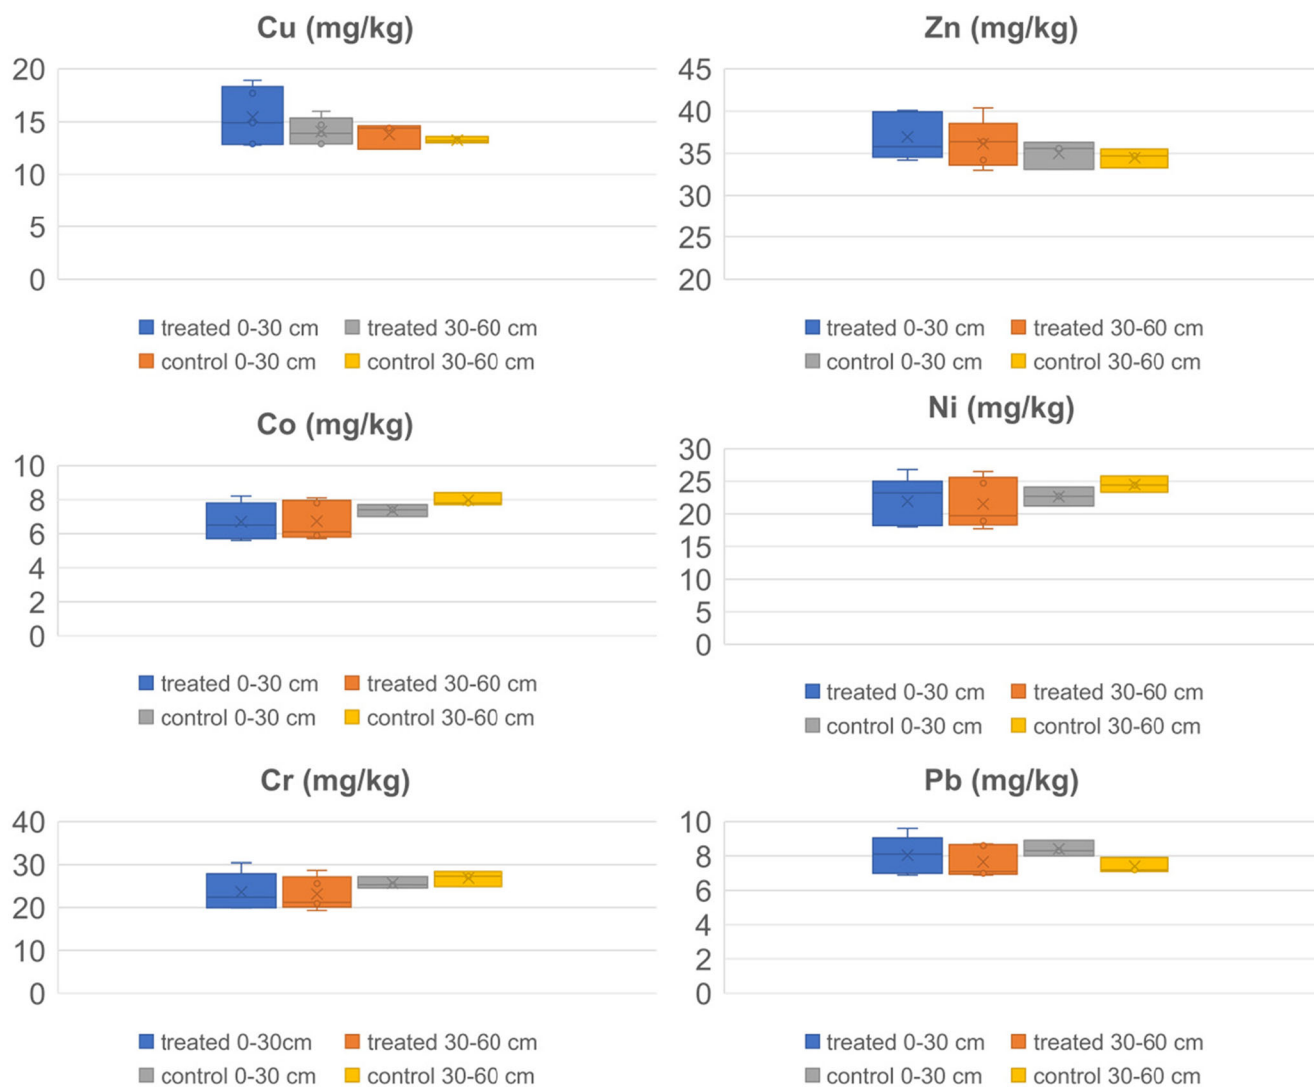 Cu (mg/kg)
20
15
10
5
0
treated 0-30 cm
treated 30-60 cm
control 0-30 cm
control 30-60 cm
Zn (mg/kg)
45
40
35
30
25
20
treated 0-30 cm
treated 30-60 cm
control 0-30 cm
control 30-60 cm
Co (mg/kg)
10
8
6
4
2
0
treated 0-30 cm
treated 30-60 cm
control 0-30 cm
control 30-60 cm
Ni (mg/kg)
30
25
20
15
10
5
0
treated 0-30 cm
treated 30-60 cm
control 0-30 cm
control 30-60 cm
Cr (mg/kg)
40
30
20
10
0
treated 0-30cm
treated 30-60 cm
control 0-30 cm
control 30-60 cm
Pb (mg/kg)
10
8
6
4
2
0
treated 0-30 cm
treated 30-60 cm
control 0-30 cm
control 30-60 cm